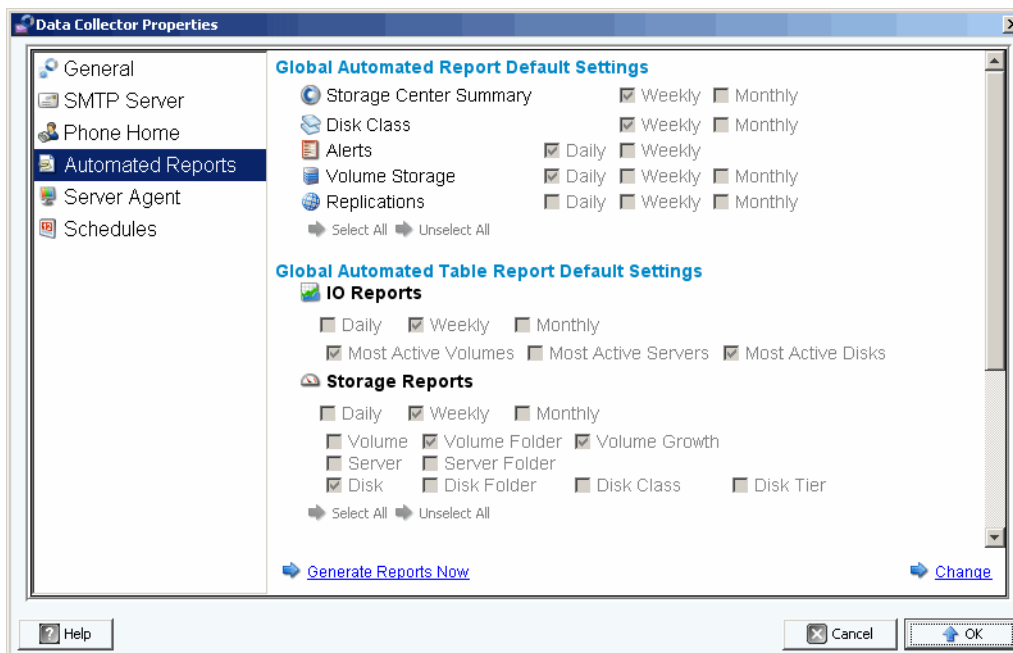 Data Collector Properties
General
SMTP Server
Phone Home
Automated Reports
Server Agent
Schedules
Global Automated Report Default Settings
Storage Center Summary Weekly Monthly
Disk Class Weekly Monthly
Alerts Daily Weekly
Volume Storage Daily Weekly Monthly
Replications Daily Weekly Monthly
Select All Unselect All
Global Automated Table Report Default Settings
IO Reports
Daily Weekly Monthly
Most Active Volumes Most Active Servers Most Active Disks
Storage Reports
Daily Weekly Monthly
Volume Volume Folder Volume Growth
Server Server Folder
Disk Disk Folder Disk Class Disk Tier
Select All Unselect All
Generate Reports Now Change
Help Cancel OK